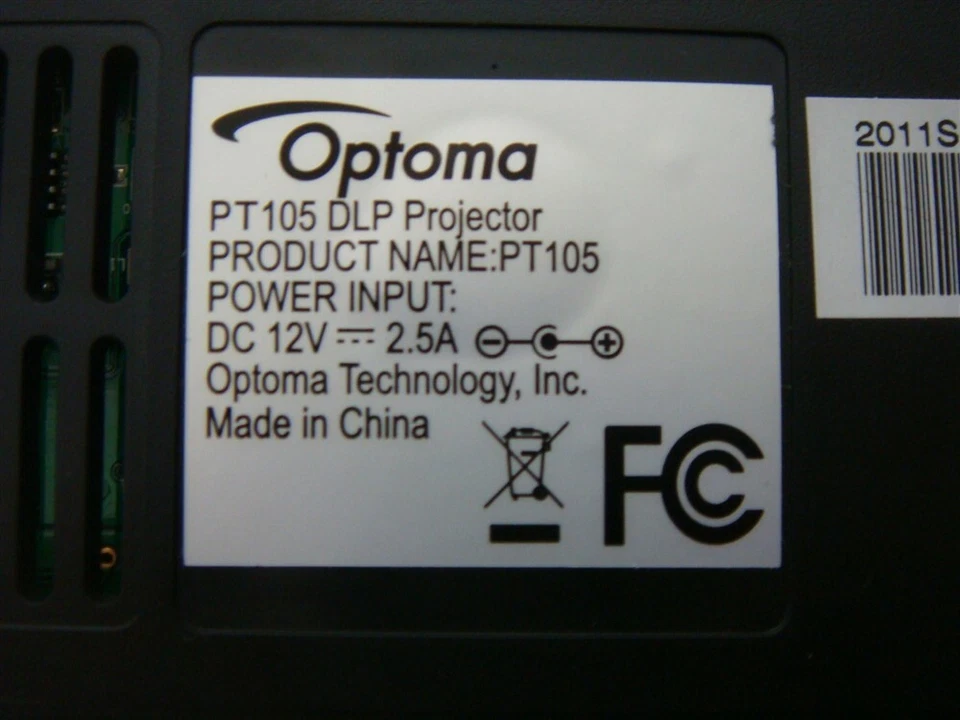 Optoma
PT105 DLP Projector
PRODUCT NAME:PT105
POWER INPUT:
DC 12V ⎓ 2.5A
Optoma Technology, Inc.
Made in China
FC
2011S